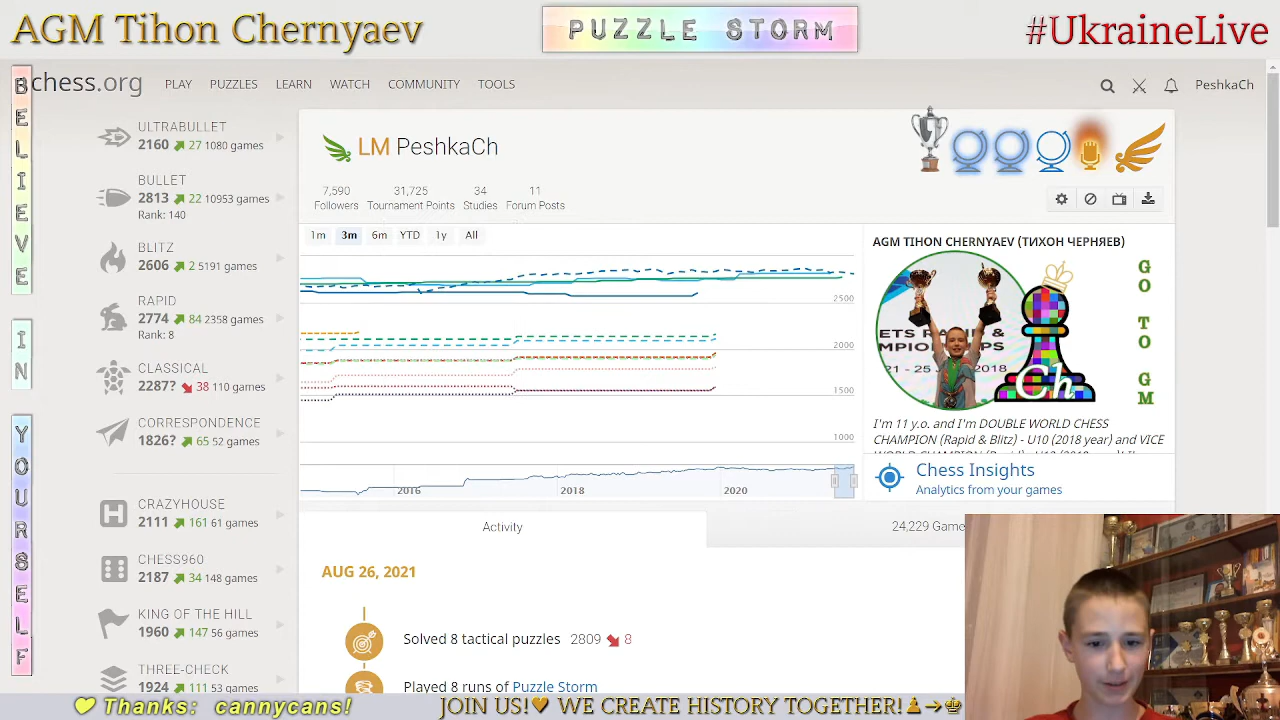 AGM Tihon Chernyaev
PUZZLE STORM
#UkraineLive
BELIEVE
IN
YOURSELF
chess.org
PLAY PUZZLES LEARN WATCH COMMUNITY TOOLS
PeshkaCh
ULTRABULLET
2160 27 1080 games
BULLET
2813 22 10953 games
Rank: 140
BLITZ
2606 2 5191 games
RAPID
2774 84 2358 games
Rank: 8
CLASSICAL
2287? 38 110 games
CORRESPONDENCE
1826? 65 52 games
CRAZYHOUSE
2111 161 61 games
CHESS960
2187 34 148 games
KING OF THE HILL
1960 147 56 games
THREE-CHECK
1924 111 53 games
LM PeshkaCh
7,590 31,725 34 11
Followers Tournament Points Studies Forum Posts
1m 3m 6m YTD 1y All
2500
2000
1500
1000
2016 2018 2020
AGM TIHON CHERNYAEV (ТИХОН ЧЕРНЯЕВ)
ETS RAPID &
MPIONSHIPS
21 - 25 2018
Ch
GO
TO
GM
I'm 11 y.o. and I'm DOUBLE WORLD CHESS
CHAMPION (Rapid & Blitz) - U10 (2018 year) and VICE
Chess Insights
Analytics from your games
Activity
24,229 Game
AUG 26, 2021
Solved 8 tactical puzzles 2809 8
Played 8 runs of Puzzle Storm
Thanks: cannycans!
JOIN US! WE CREATE HISTORY TOGETHER!